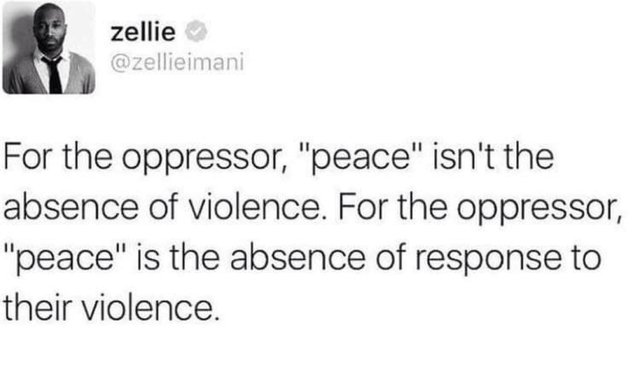 zellie
@zellieimani
For the oppressor, "peace" isn't the
absence of violence. For the oppressor,
"peace" is the absence of response to
their violence.